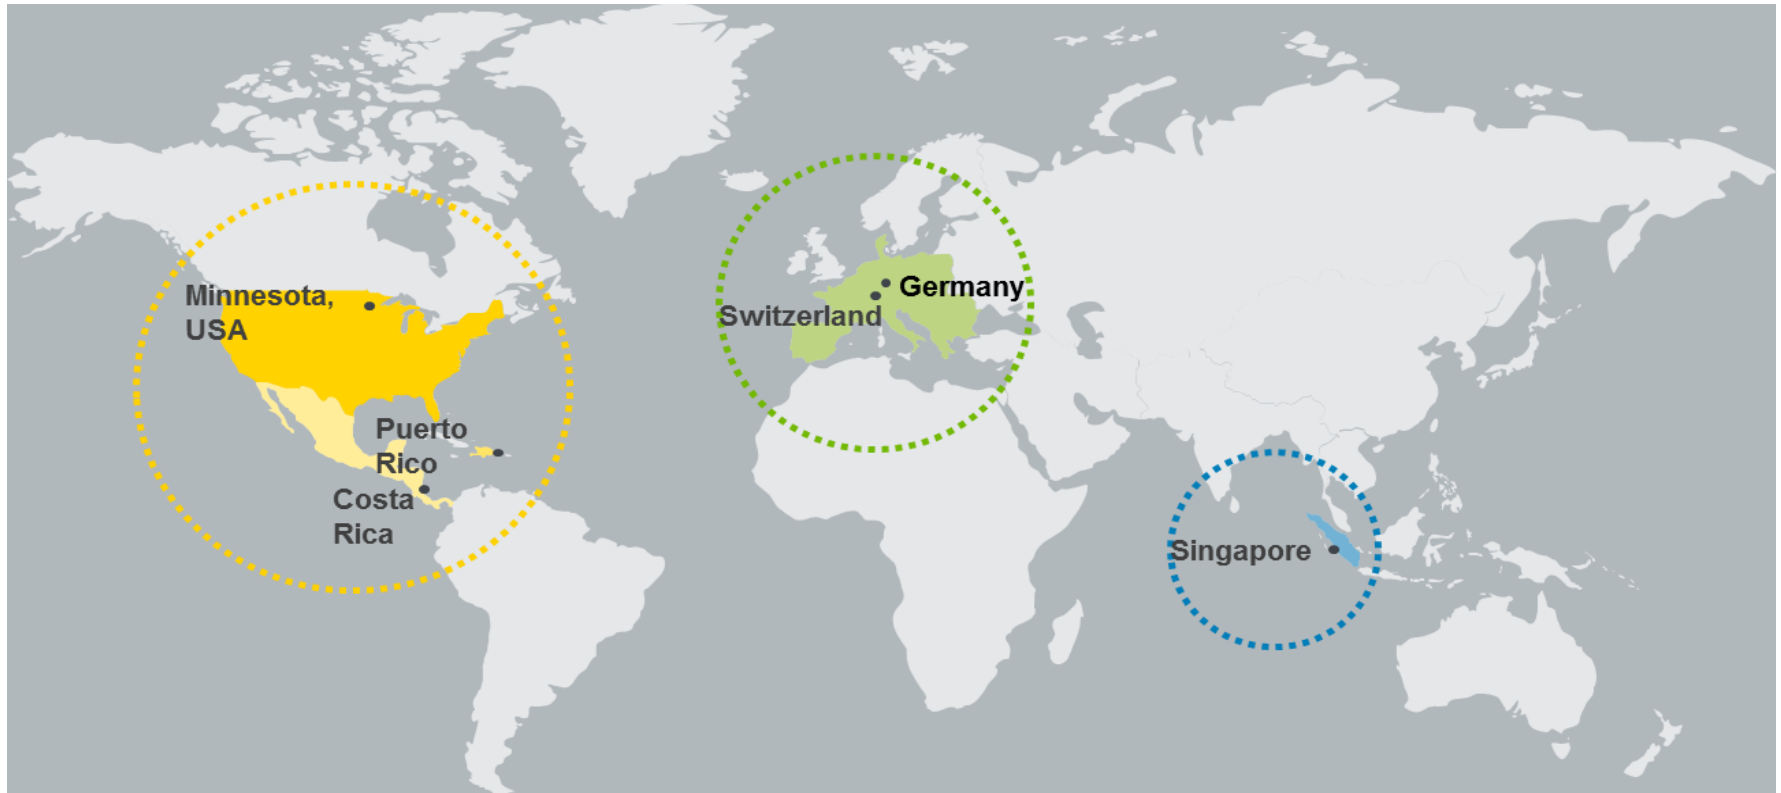 Minnesota,
USA
Puerto
Rico
Costa
Rica
Germany
Switzerland
Singapore